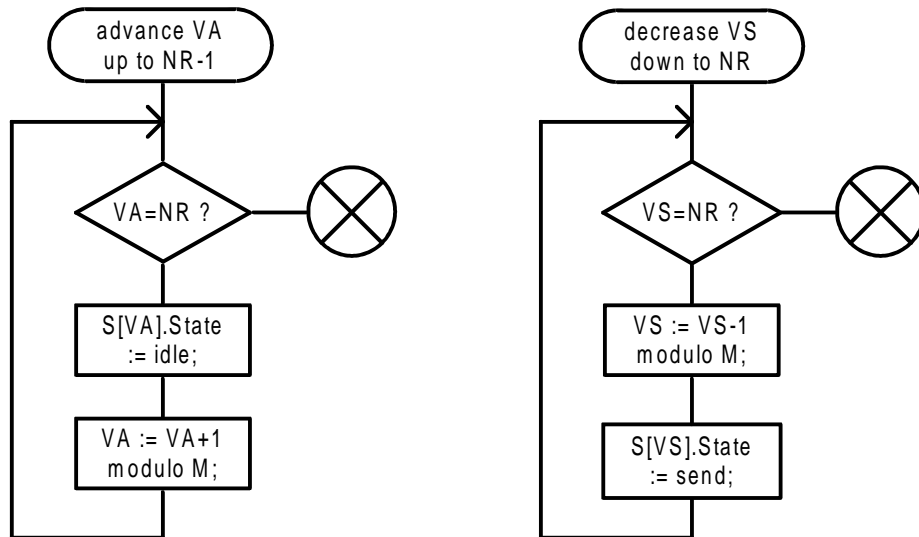 advance VA
up to NR-1
VA=NR ?
S[VA].State
:= idle;
VA := VA+1
modulo M;
decrease VS
down to NR
VS=NR ?
VS := VS-1
modulo M;
S[VS].State
:= send;